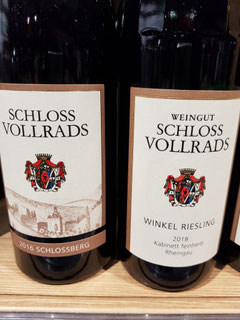 SCHLOSS
VOLLRADS
2016 SCHLOSSBERG
WEINGUT
SCHLOSS
VOLLRADS
WINKEL RIESLING
2018
Kabinett feinherb
Rheingau